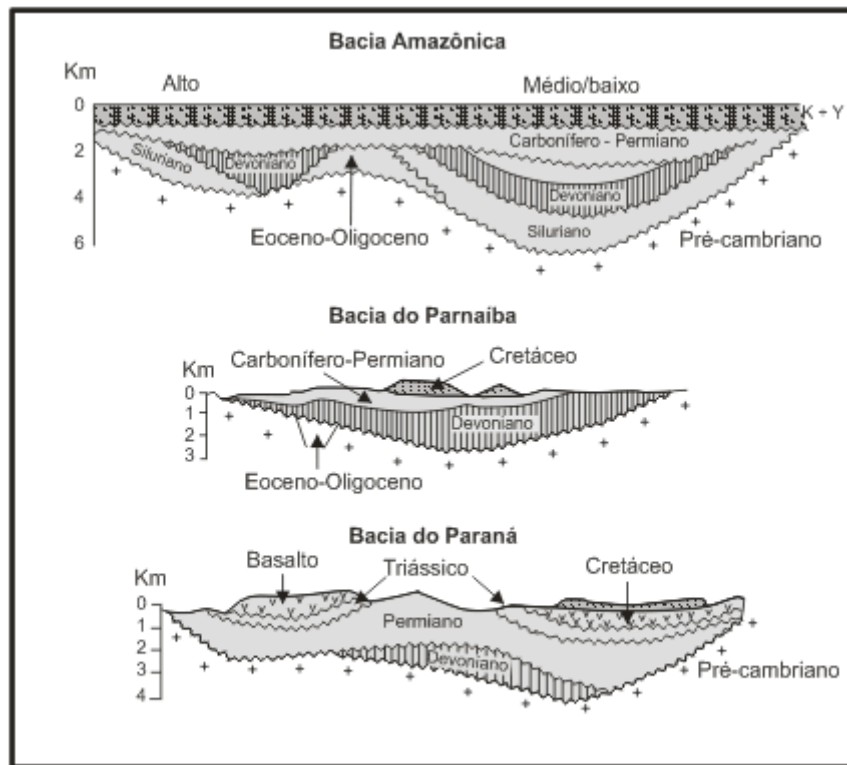 Bacia Amazônica
Km
Alto
Médio/baixo
0
K + Y
Carbonífero - Permiano
2
Siluriano
Devoniano
Devoniano
4
Eoceno-Oligoceno
Siluriano
Pré-cambriano
6
Bacia do Parnaíba
Carbonífero-Permiano
Cretáceo
Km
0
1
Devoniano
2
3
Eoceno-Oligoceno
Bacia do Paraná
Basalto
Triássico
Cretáceo
Km
0
1
Permiano
2
Devoniano
3
Pré-cambriano
4